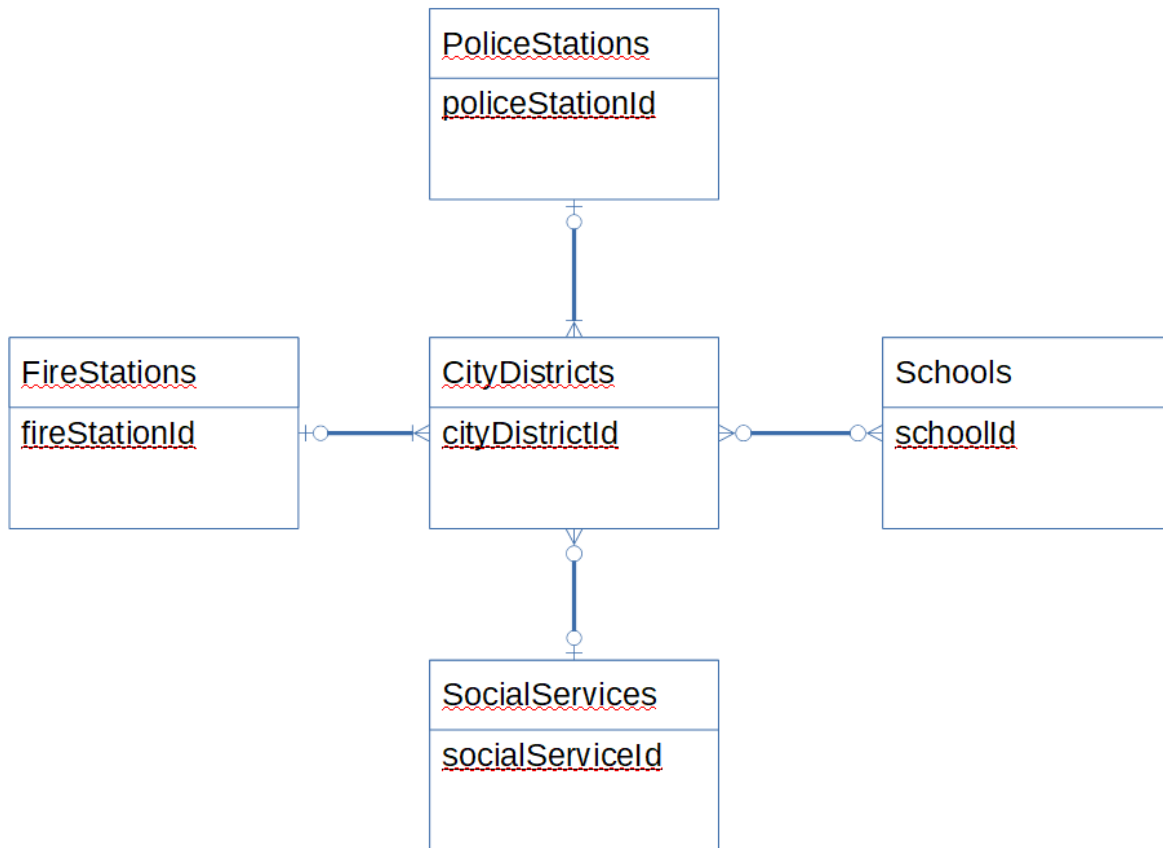 PoliceStations
policeStationId
FireStations
fireStationId
CityDistricts
cityDistrictId
Schools
schoolId
SocialServices
socialServiceId